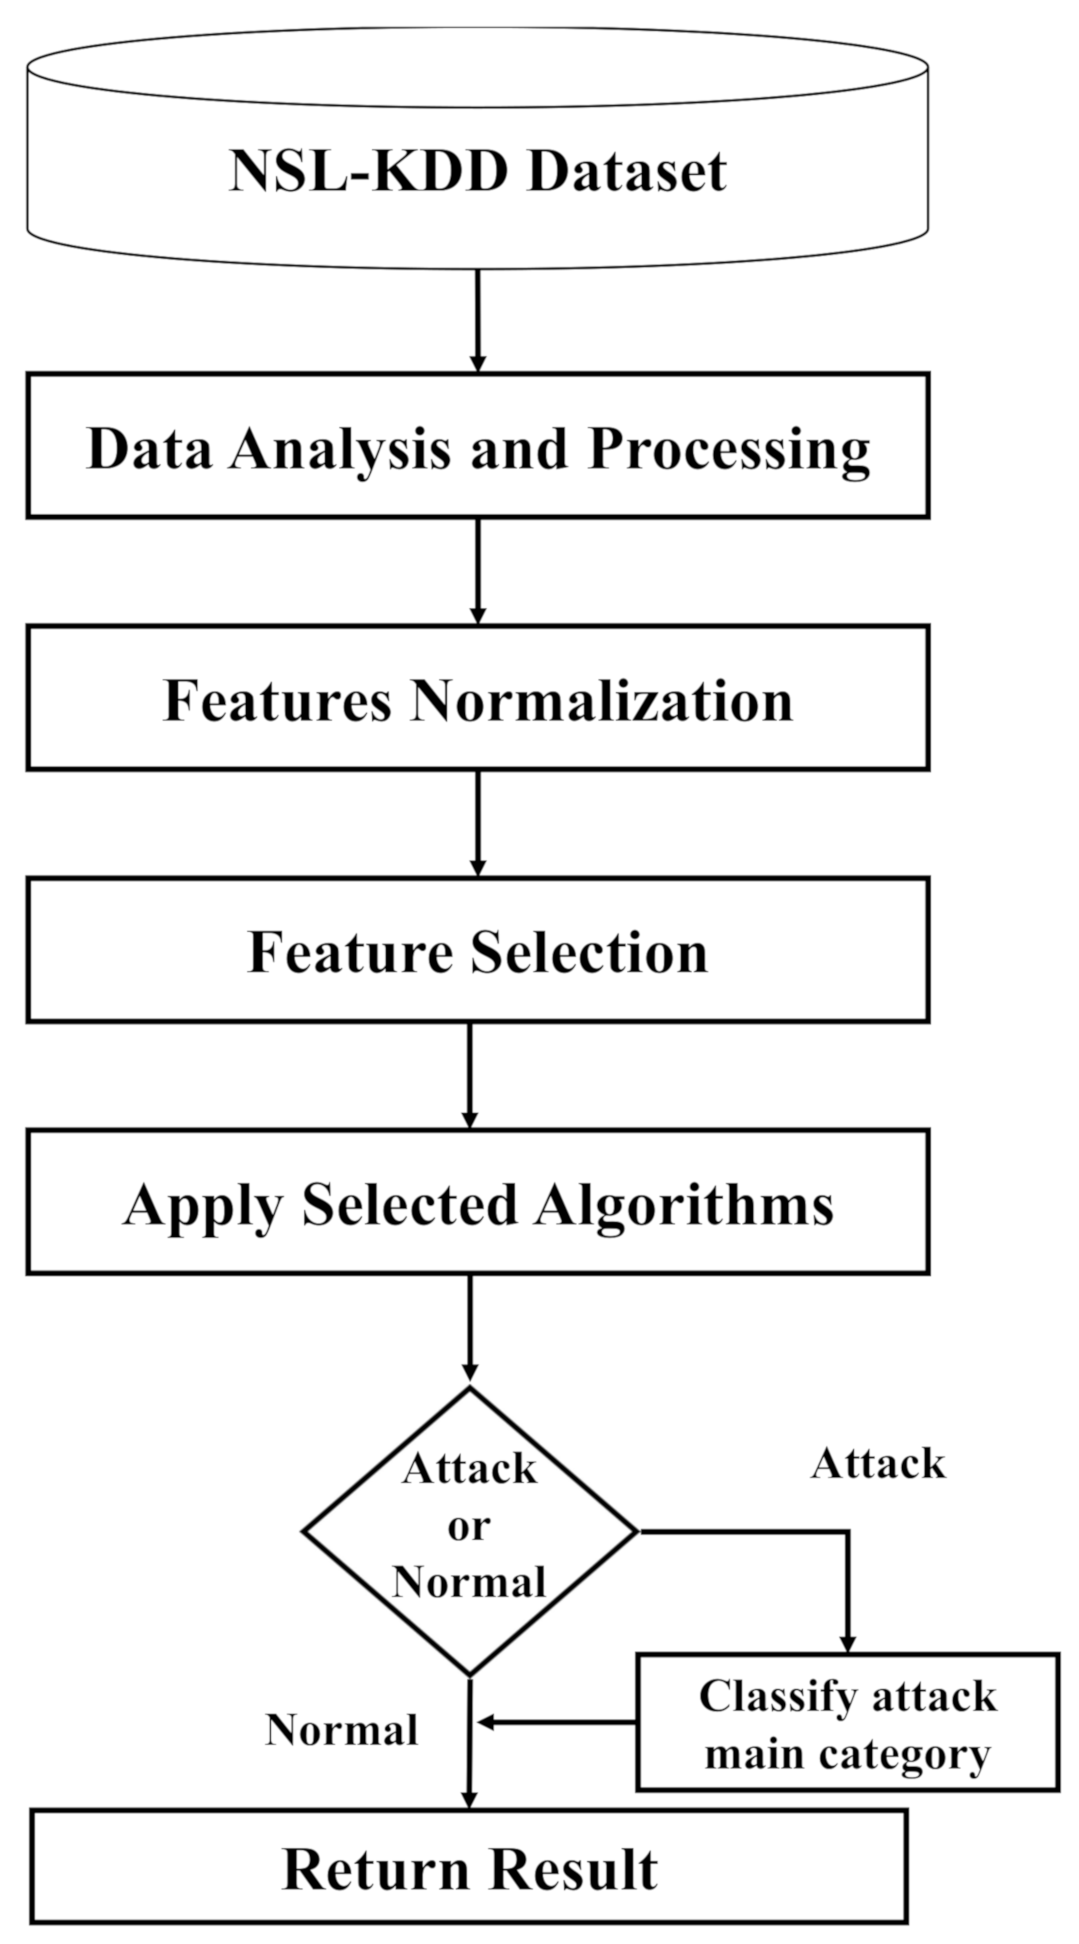 NSL-KDD Dataset
Data Analysis and Processing
Features Normalization
Feature Selection
Apply Selected Algorithms
Attack
or
Normal
Attack
Classify attack
main category
Normal
Return Result